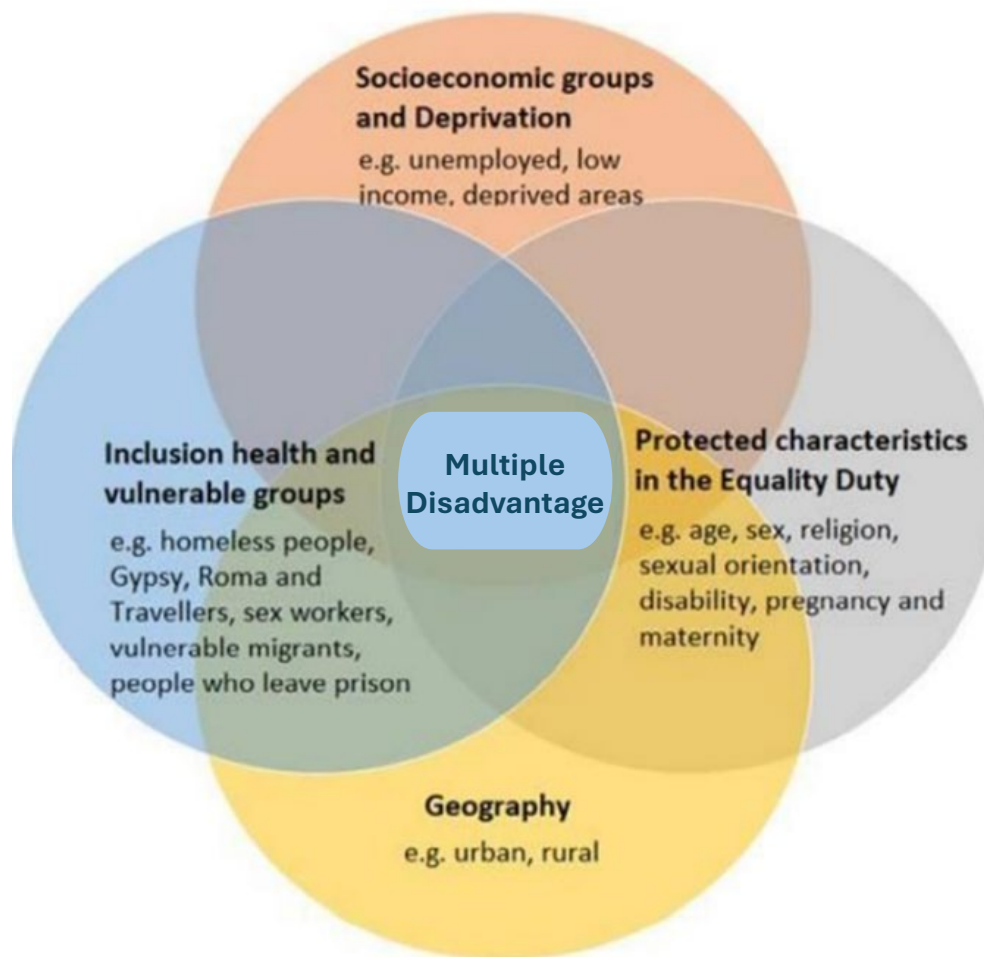 Socioeconomic groups
and Deprivation
e.g. unemployed, low
income, deprived areas
Inclusion health and
vulnerable groups
e.g. homeless people,
Gypsy, Roma and
Travellers, sex workers,
vulnerable migrants,
people who leave prison
Multiple
Disadvantage
Protected characteristics
in the Equality Duty
e.g. age, sex, religion,
sexual orientation,
disability, pregnancy and
maternity
Geography
e.g. urban, rural